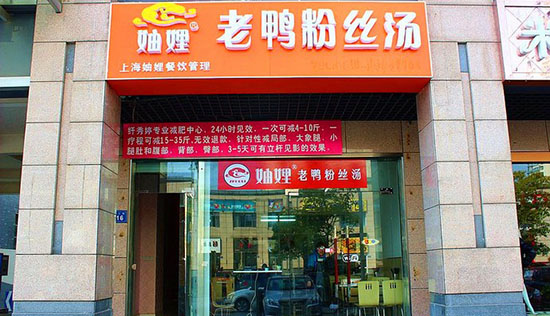 妯娌® 老鸭粉丝汤
上海妯娌餐饮管理
纤秀婷专业减肥中心、24小时见效、一次可减4-10斤、一
疗程可减15-35斤,无效退款、针对性减局部、大象腿、小
腿肚和腹部、背部、臀部、3-5天可有立杆见影的效果。
妯娌® 老鸭粉丝汤
16